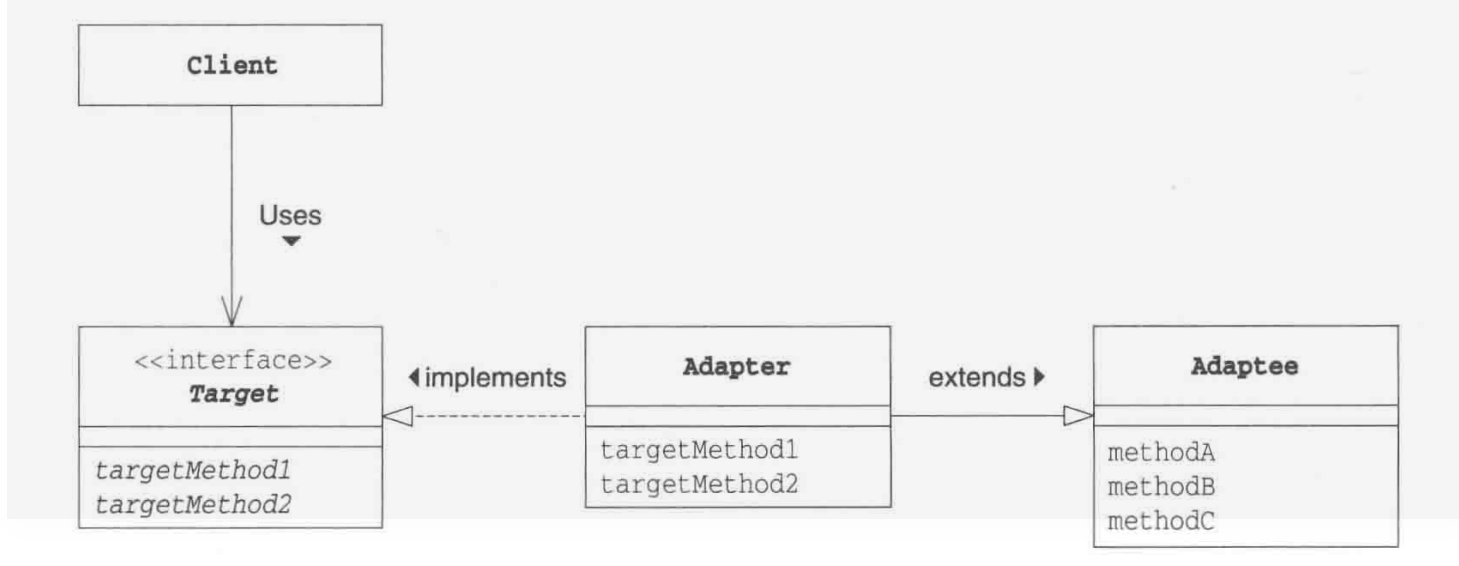 Client
Uses
<<interface>>
Target
targetMethod1
targetMethod2
implements
Adapter
targetMethod1
targetMethod2
extends
Adaptee
methodA
methodB
methodC